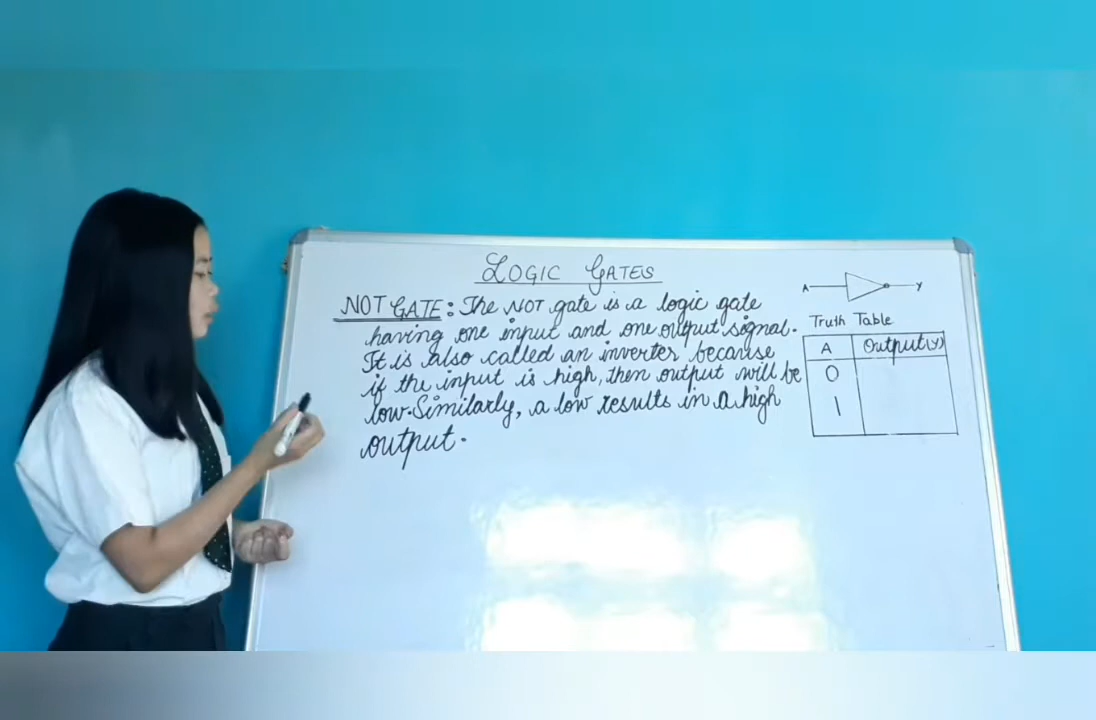 LOGIC GATES
NOT GATE: The NOT gate is a logic gate
having one input and one output signal.
It is also called an inverter because
if the input is high, then output will be
low. Similarly, a low results in a high
output.
A Y
Truth Table
A Output(Y)
0
1